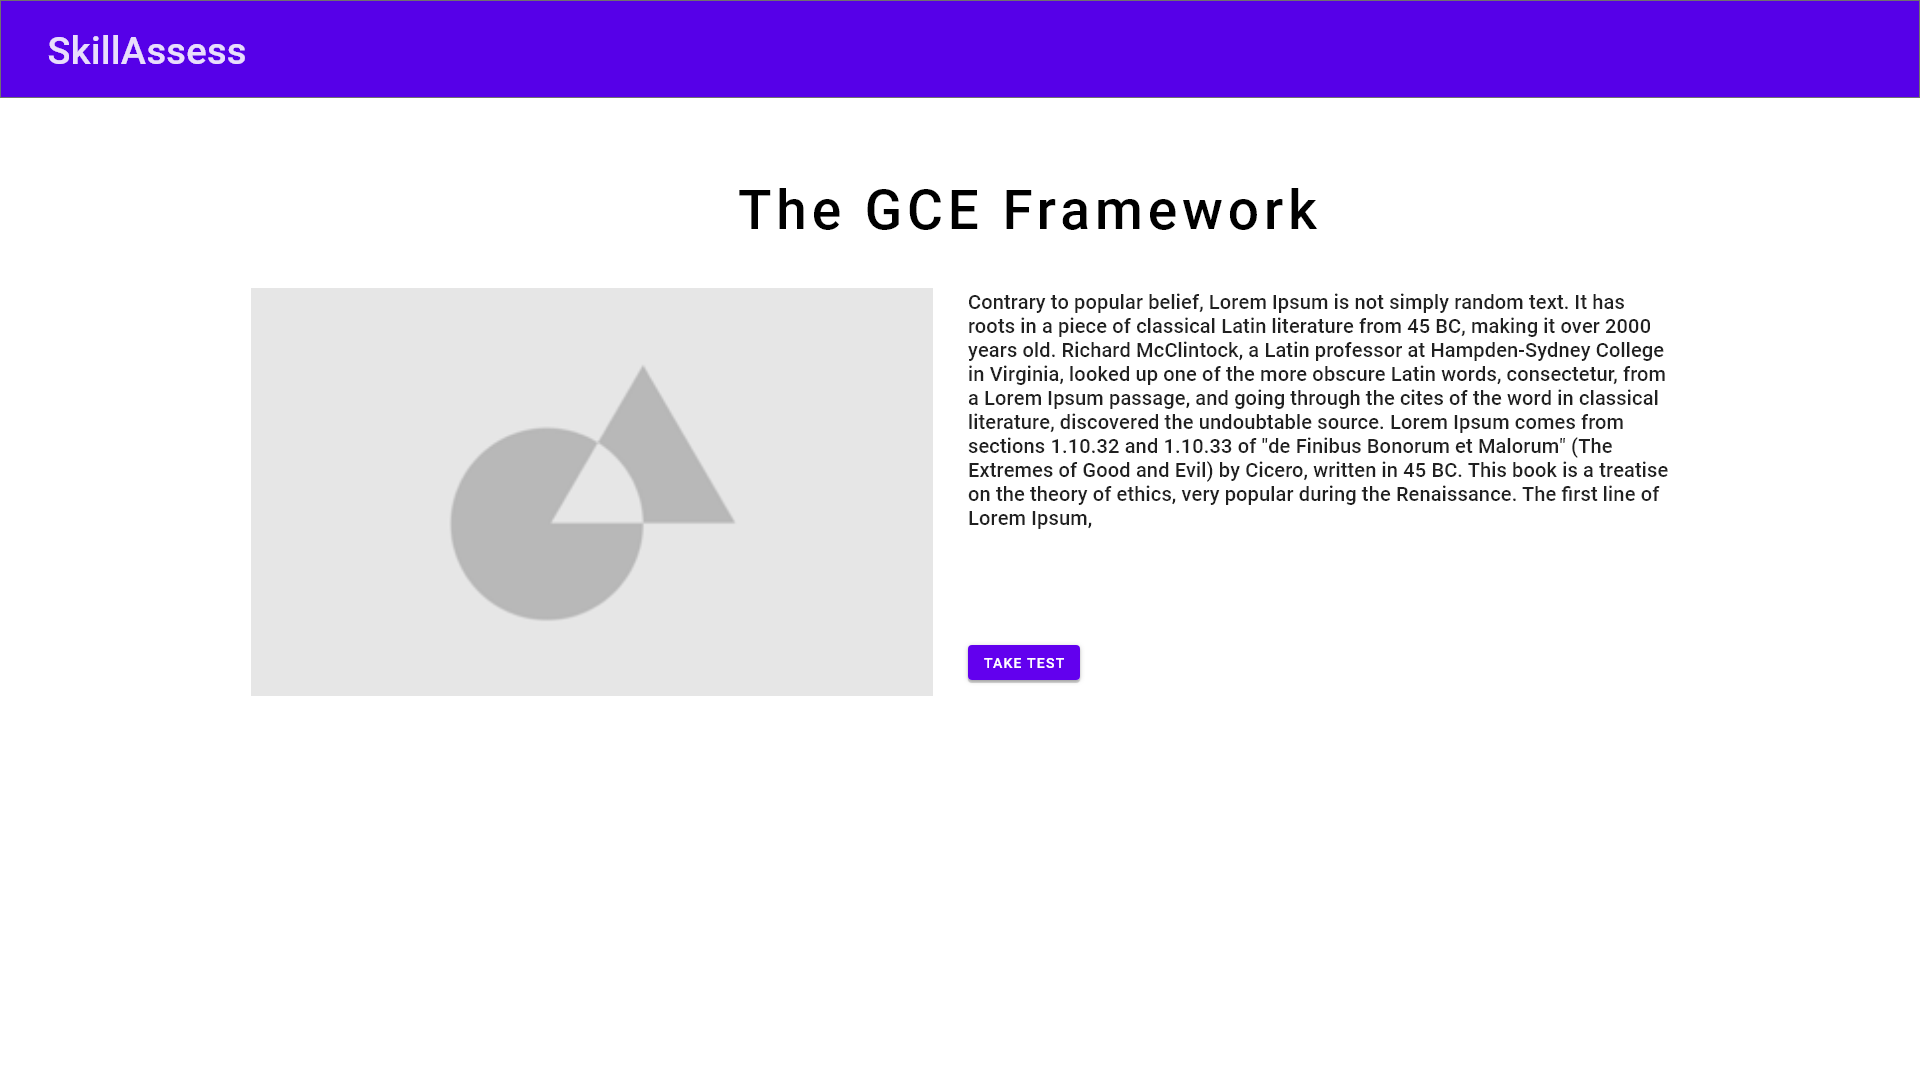 SkillAssess
The GCE Framework
Contrary to popular belief, Lorem Ipsum is not simply random text. It has
roots in a piece of classical Latin literature from 45 BC, making it over 2000
years old. Richard McClintock, a Latin professor at Hampden-Sydney College
in Virginia, looked up one of the more obscure Latin words, consectetur, from
a Lorem Ipsum passage, and going through the cites of the word in classical
literature, discovered the undoubtable source. Lorem Ipsum comes from
sections 1.10.32 and 1.10.33 of "de Finibus Bonorum et Malorum" (The
Extremes of Good and Evil) by Cicero, written in 45 BC. This book is a treatise
on the theory of ethics, very popular during the Renaissance. The first line of
Lorem Ipsum,
TAKE TEST